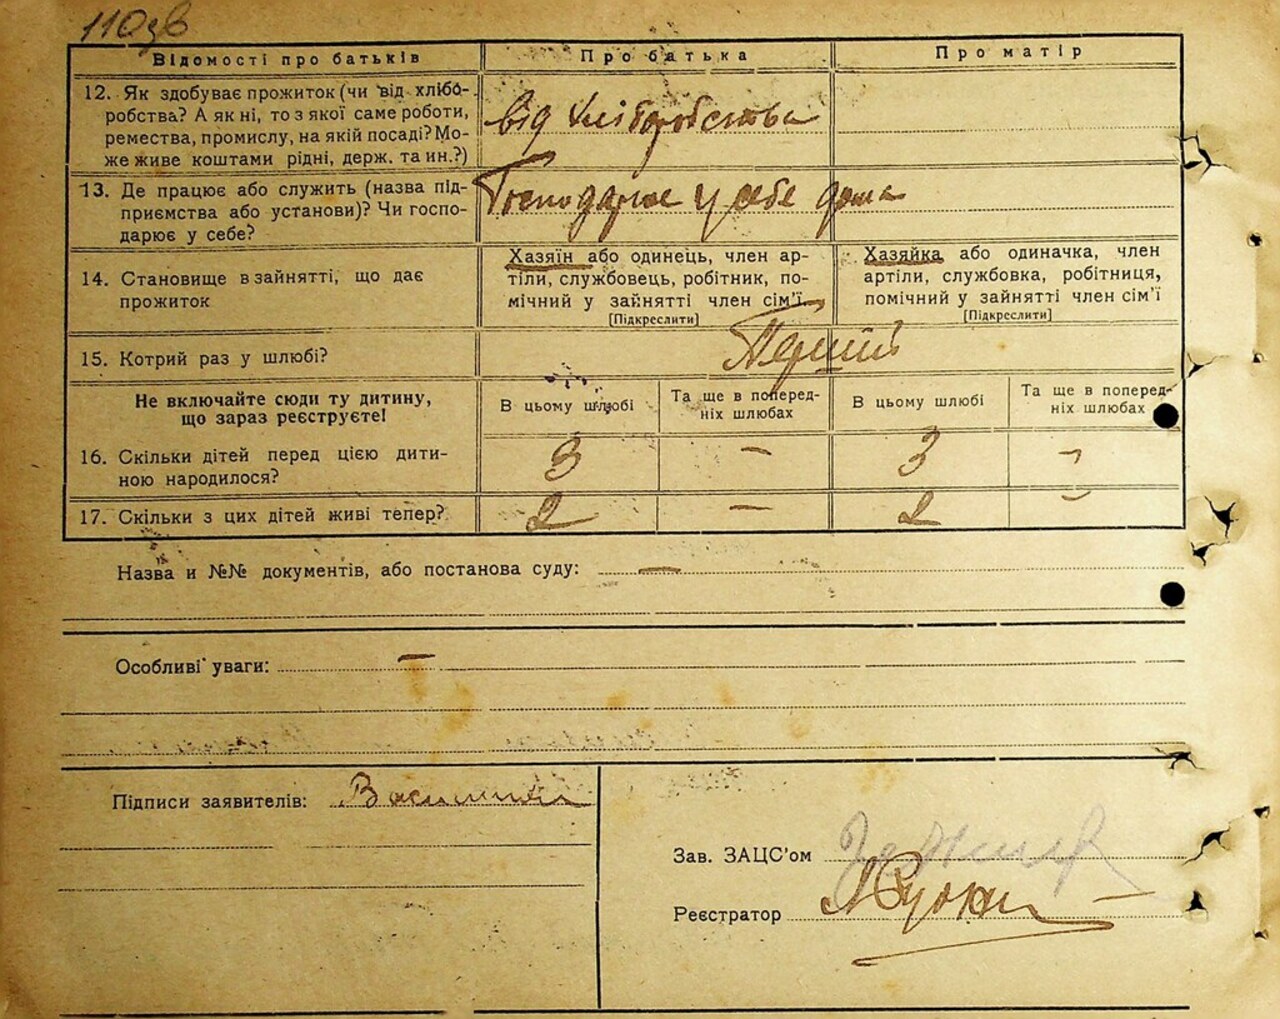 110зв
Відомості про батьків Про батька Про матір
12. Як здобуває прожиток (чи від хлібо-
робства? А як ні, то з якої саме роботи,
ремества, промислу, на якій посаді? Мо-
же живе коштами рідні, держ. та ин.?)
від хліборобства
13. Де працює або служить (назва під-
приємства або установи)? Чи госпо-
дарює у себе?
Господарює у себе дома
14. Становище в зайнятті, що дає
прожиток
Хазяїн або одинець, член ар-
тіли, службовець, робітник, по-
мічний у зайнятті член сім’ї
[Підкреслити]
Хазяйка або одиначка, член
артіли, службовка, робітниця,
помічний у зайнятті член сім’ї
[Підкреслити]
15. Котрий раз у шлюбі?
Перший
Не включайте сюди ту дитину,
що зараз реєструєте!
В цьому шлюбі
Та ще в поперед-
ніх шлюбах
В цьому шлюбі
Та ще в поперед-
ніх шлюбах
16. Скільки дітей перед цією дити-
ною народилося?
3 — 3 —
17. Скільки з цих дітей живі тепер? 2 — 2 —
Назва и №№ документів, або постанова суду: —
Особливі уваги: —
Підписи заявителів:
Зав. ЗАЦС’ом
Реєстратор